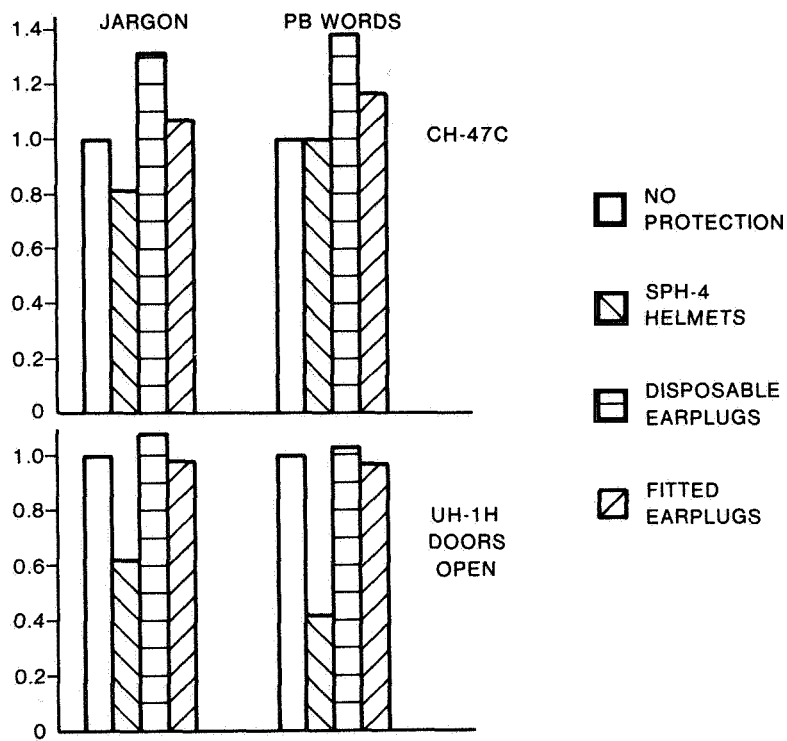 JARGON
PB WORDS
1.4
1.2
1.0
0.8
0.6
0.4
0.2
0
CH-47C
1.0
0.8
0.6
0.4
0.2
0
UH-1H
DOORS
OPEN
NO
PROTECTION
SPH-4
HELMETS
DISPOSABLE
EARPLUGS
FITTED
EARPLUGS